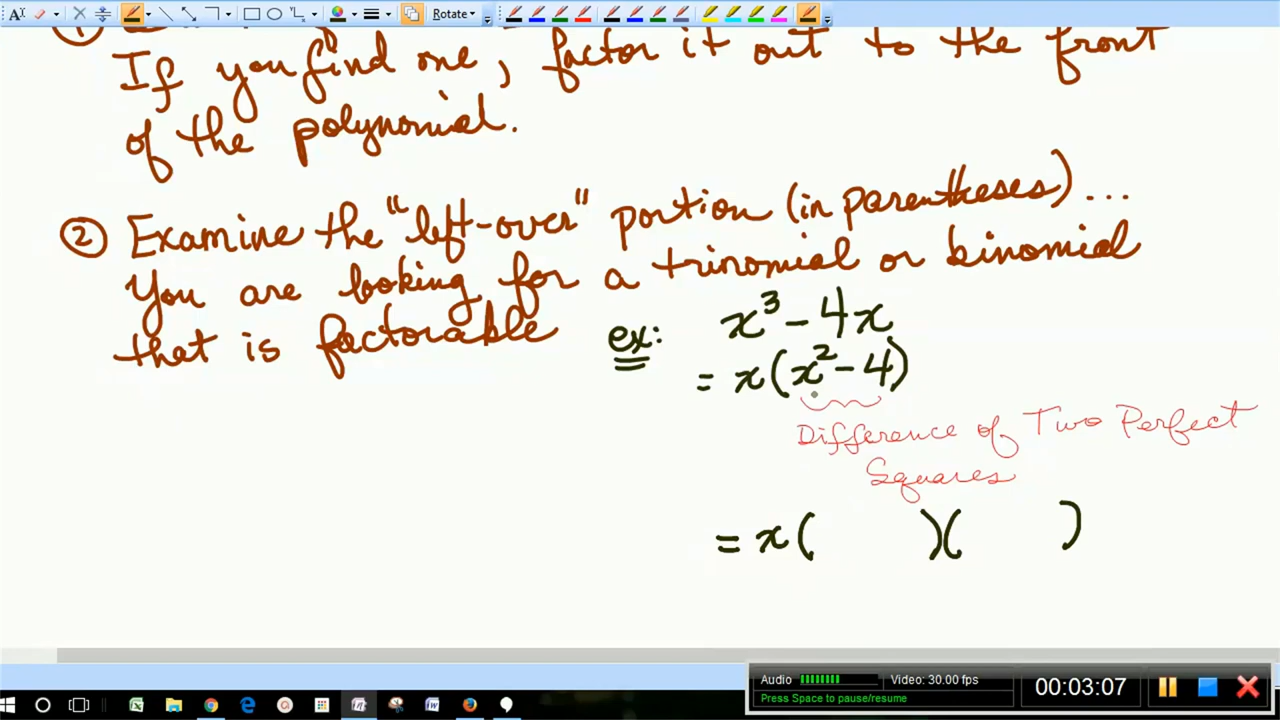 A Rotate
①
If you find one, factor it out to the front
of the polynomial.
② Examine the "left-over" portion (in parentheses)...
You are looking for a trinomial or binomial
that is factorable
ex: x³ - 4x
= x(x² - 4)
Difference of Two Perfect
Squares
= x( )( )
Audio Video: 30.00 fps
Press Space to pause/resume
00:03:07